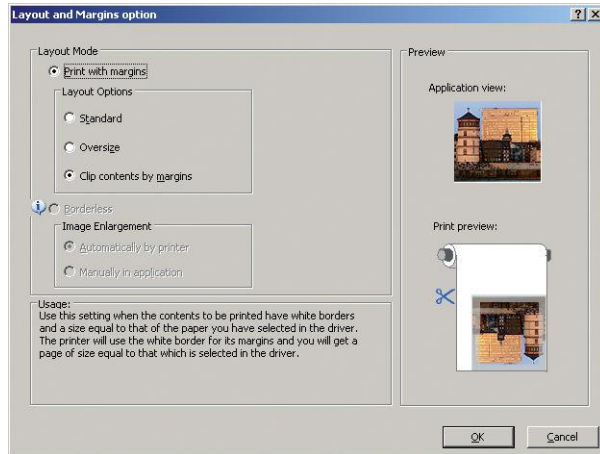 Layout and Margins option
Layout Mode
Print with margins
Layout Options
Standard
Oversize
Clip contents by margins
Borderless
Image Enlargement
Automatically by printer
Manually in application
Usage:
Use this setting when the contents to be printed have white borders
and a size equal to that of the paper you have selected in the driver.
The printer will use the white border for its margins and you will get a
page of size equal to that which is selected in the driver.
Preview
Application view:
Print preview:
OK
Cancel